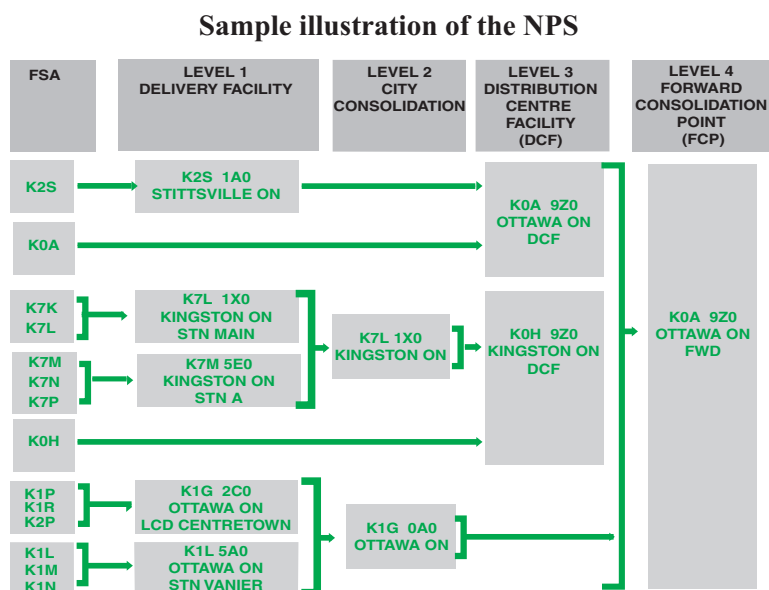 Sample illustration of the NPS
FSA
LEVEL 1
DELIVERY FACILITY
LEVEL 2
CITY
CONSOLIDATION
LEVEL 3
DISTRIBUTION
CENTRE
FACILITY
(DCF)
LEVEL 4
FORWARD
CONSOLIDATION
POINT
(FCP)
K2S
K2S 1A0
STITTSVILLE ON
K0A
K0A 9Z0
OTTAWA ON
DCF
K7K
K7L
K7L 1X0
KINGSTON ON
STN MAIN
K7M
K7N
K7P
K7M 5E0
KINGSTON ON
STN A
K7L 1X0
KINGSTON ON
K0H
K0H 9Z0
KINGSTON ON
DCF
K0A 9Z0
OTTAWA ON
FWD
K1P
K1R
K2P
K1G 2C0
OTTAWA ON
LCD CENTRETOWN
K1L
K1M
K1N
K1L 5A0
OTTAWA ON
STN VANIER
K1G 0A0
OTTAWA ON